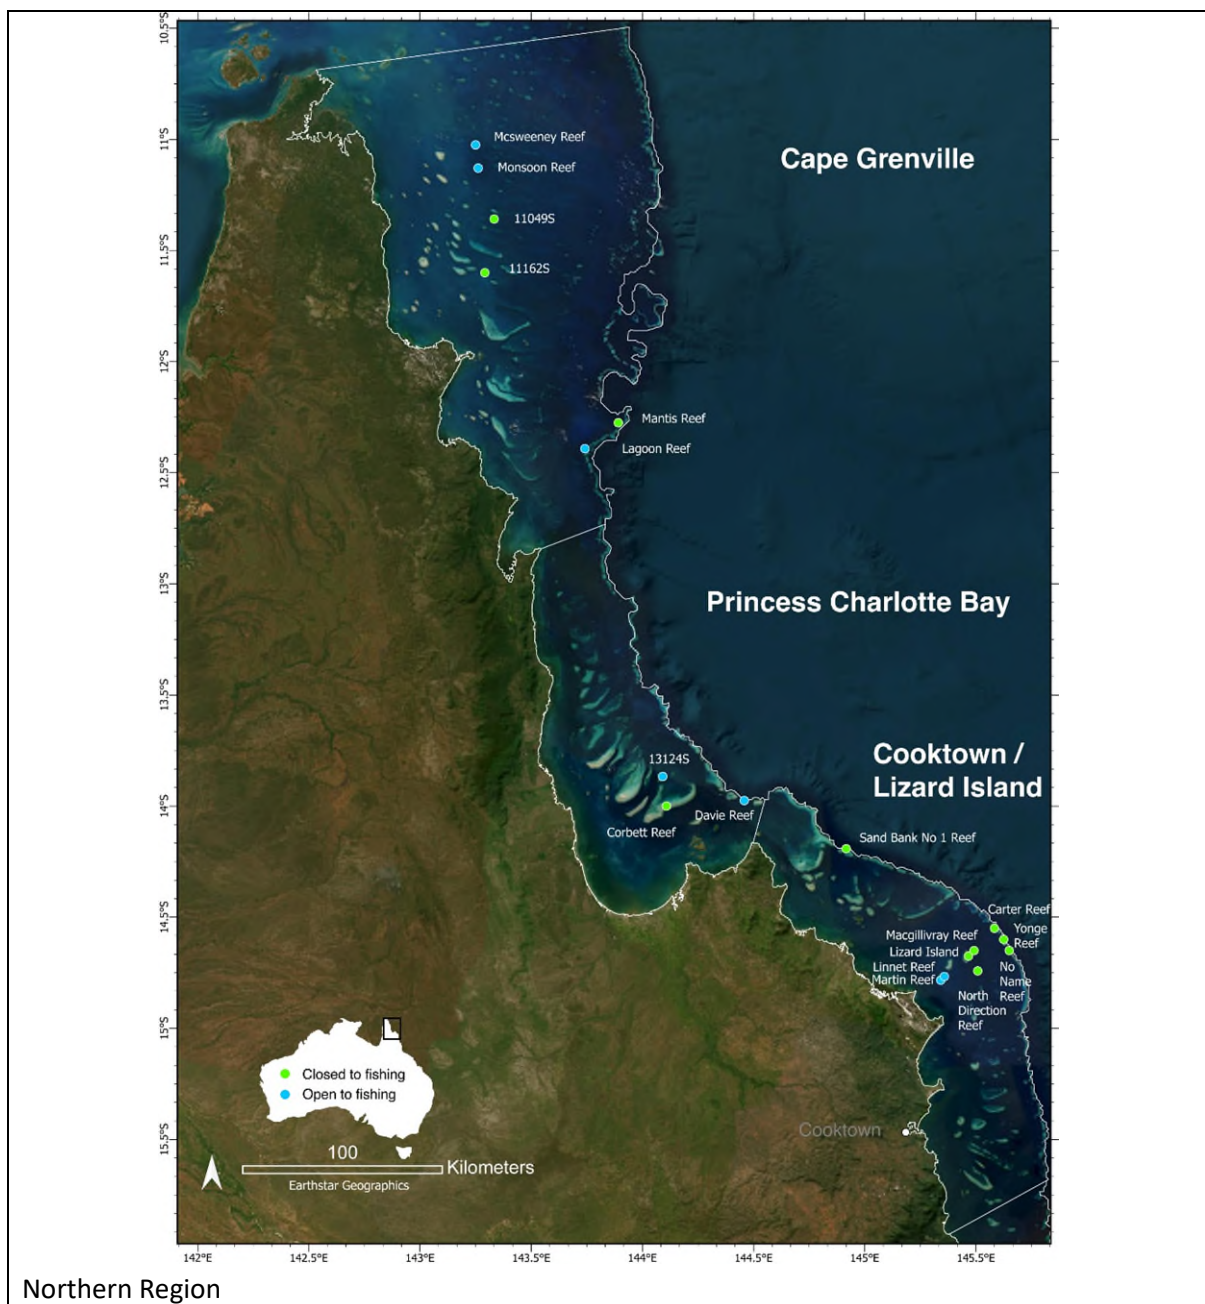 10.5°S
11°S
11.5°S
12°S
12.5°S
13°S
13.5°S
14°S
14.5°S
15°S
15.5°S
Mcsweeney Reef
Monsoon Reef
Cape Grenville
11049S
11162S
Mantis Reef
Lagoon Reef
Princess Charlotte Bay
Cooktown /
Lizard Island
13124S
Davie Reef
Corbett Reef
Sand Bank No 1 Reef
Carter Reef
Yonge
Reef
Macgillivray Reef
Lizard Island
Linnet Reef
Martin Reef
No
Name
Reef
North
Direction
Reef
Closed to fishing
Open to fishing
Cooktown
100
Kilometers
Earthstar Geographics
142°E
142.5°E
143°E
143.5°E
144°E
144.5°E
145°E
145.5°E
Northern Region